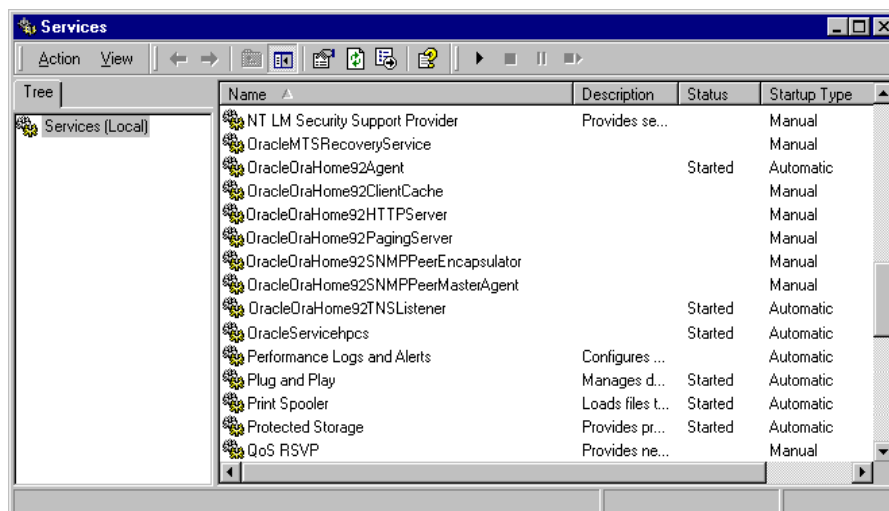 Services
Action View
Tree
Name Description Status Startup Type
Services (Local)
NT LM Security Support Provider Provides se... Manual
OracleMTSRecoveryService Manual
OracleOraHome92Agent Started Automatic
OracleOraHome92ClientCache Manual
OracleOraHome92HTTPServer Manual
OracleOraHome92PagingServer Manual
OracleOraHome92SNMPPeerEncapsulator Manual
OracleOraHome92SNMPPeerMasterAgent Manual
OracleOraHome92TNSListener Started Automatic
OracleServicehpcs Started Automatic
Performance Logs and Alerts Configures ... Automatic
Plug and Play Manages d... Started Automatic
Print Spooler Loads files t... Started Automatic
Protected Storage Provides pr... Started Automatic
QoS RSVP Provides ne... Manual